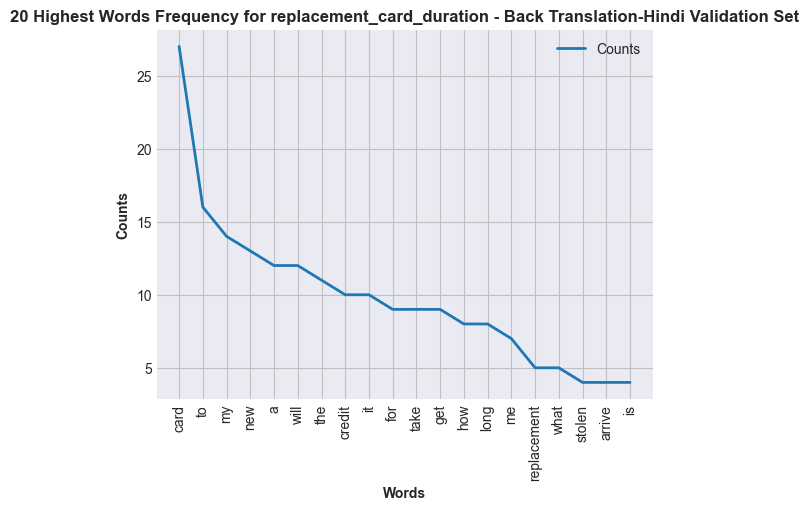 20 Highest Words Frequency for replacement_card_duration - Back Translation-Hindi Validation Set
Counts
25
20
15
10
5
Counts
card
to
my
new
a
will
the
credit
it
for
take
get
how
long
me
replacement
what
stolen
arrive
is
Words